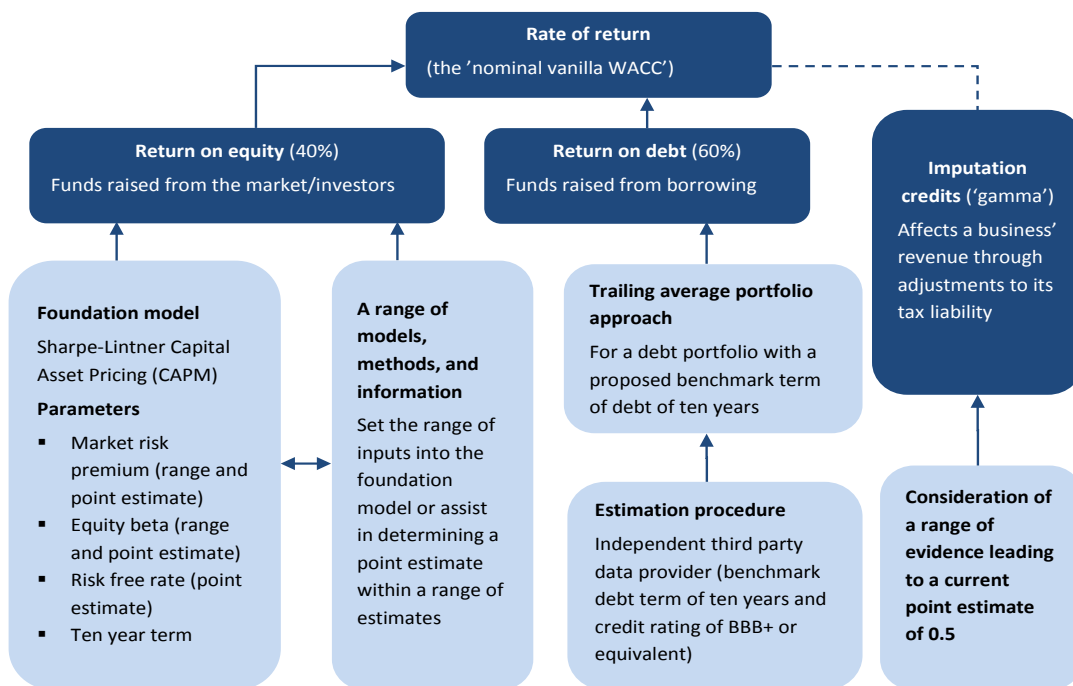 Rate of return
(the ’nominal vanilla WACC’)
Return on equity (40%)
Funds raised from the market/investors
Return on debt (60%)
Funds raised from borrowing
Imputation
credits (‘gamma’)
Affects a business’
revenue through
adjustments to its
tax liability
Foundation model
Sharpe-Lintner Capital
Asset Pricing (CAPM)
Parameters
▪ Market risk
premium (range and
point estimate)
▪ Equity beta (range
and point estimate)
▪ Risk free rate (point
estimate)
▪ Ten year term
A range of
models,
methods, and
information
Set the range of
inputs into the
foundation
model or assist
in determining a
point estimate
within a range of
estimates
Trailing average portfolio
approach
For a debt portfolio with a
proposed benchmark term
of debt of ten years
Estimation procedure
Independent third party
data provider (benchmark
debt term of ten years and
credit rating of BBB+ or
equivalent)
Consideration of
a range of
evidence leading
to a current
point estimate
of 0.5